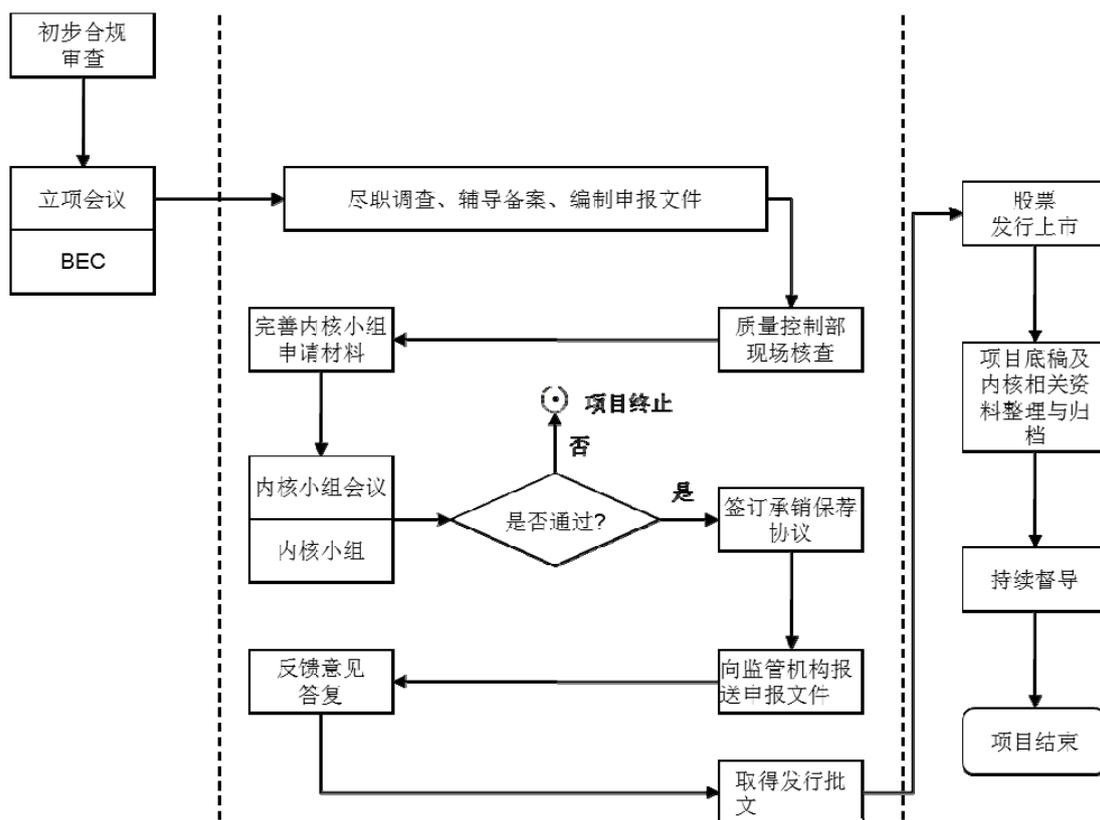 初步合规
审查
立项会议
BEC
尽职调查、辅导备案、编制申报文件
质量控制部
现场核查
完善内核小组
申请材料
项目终止
否
内核小组会议
内核小组
是否通过?
是
签订承销保荐
协议
向监管机构报
送申报文件
反馈意见
答复
取得发行批
文
股票
发行上市
项目底稿及
内核相关资
料整理与归
档
持续督导
项目结束